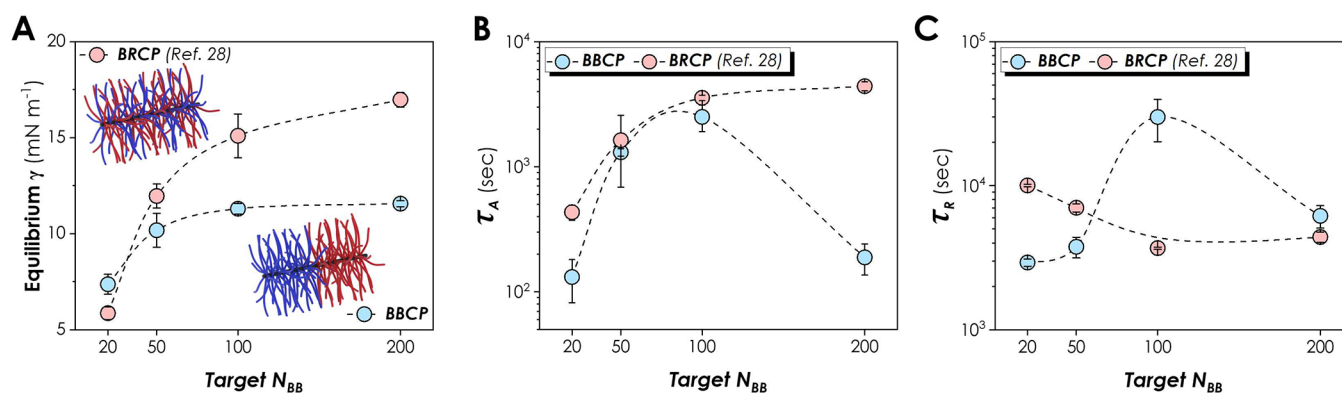 A
20
15
10
5
Equilibrium γ (mN m⁻¹)
BRCP (Ref. 28)
BBCP
20
50
100
200
Target N_BB
B
10⁴
10³
10²
τ_A (sec)
BBCP
BRCP (Ref. 28)
20
50
100
200
Target N_BB
C
10⁵
10⁴
10³
τ_R (sec)
BBCP
BRCP (Ref. 28)
20
50
100
200
Target N_BB